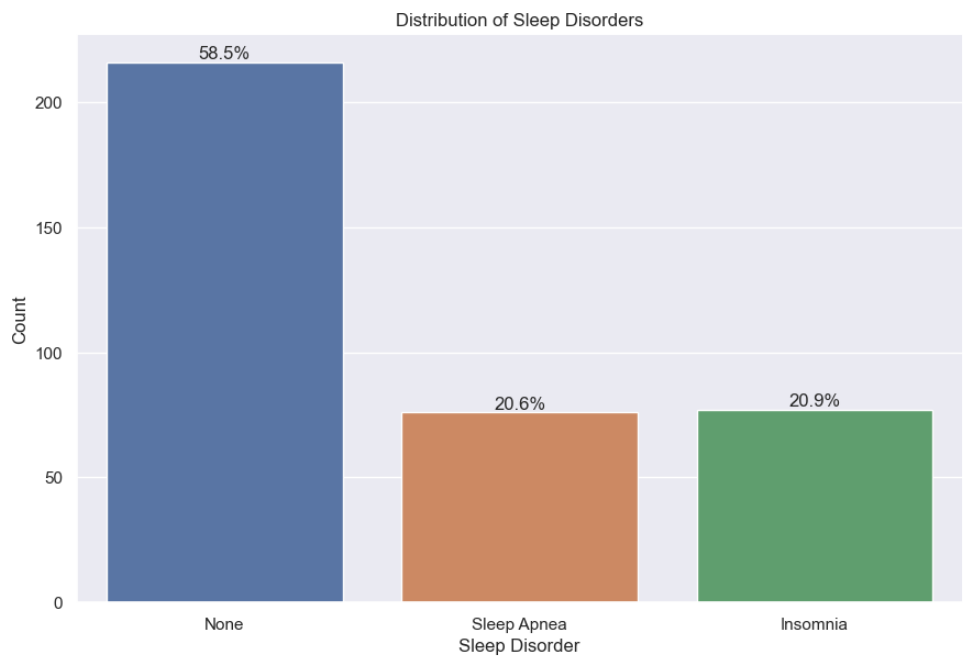 Distribution of Sleep Disorders
58.5%
200
150
Count
100
20.6%
20.9%
50
0
None
Sleep Apnea
Insomnia
Sleep Disorder